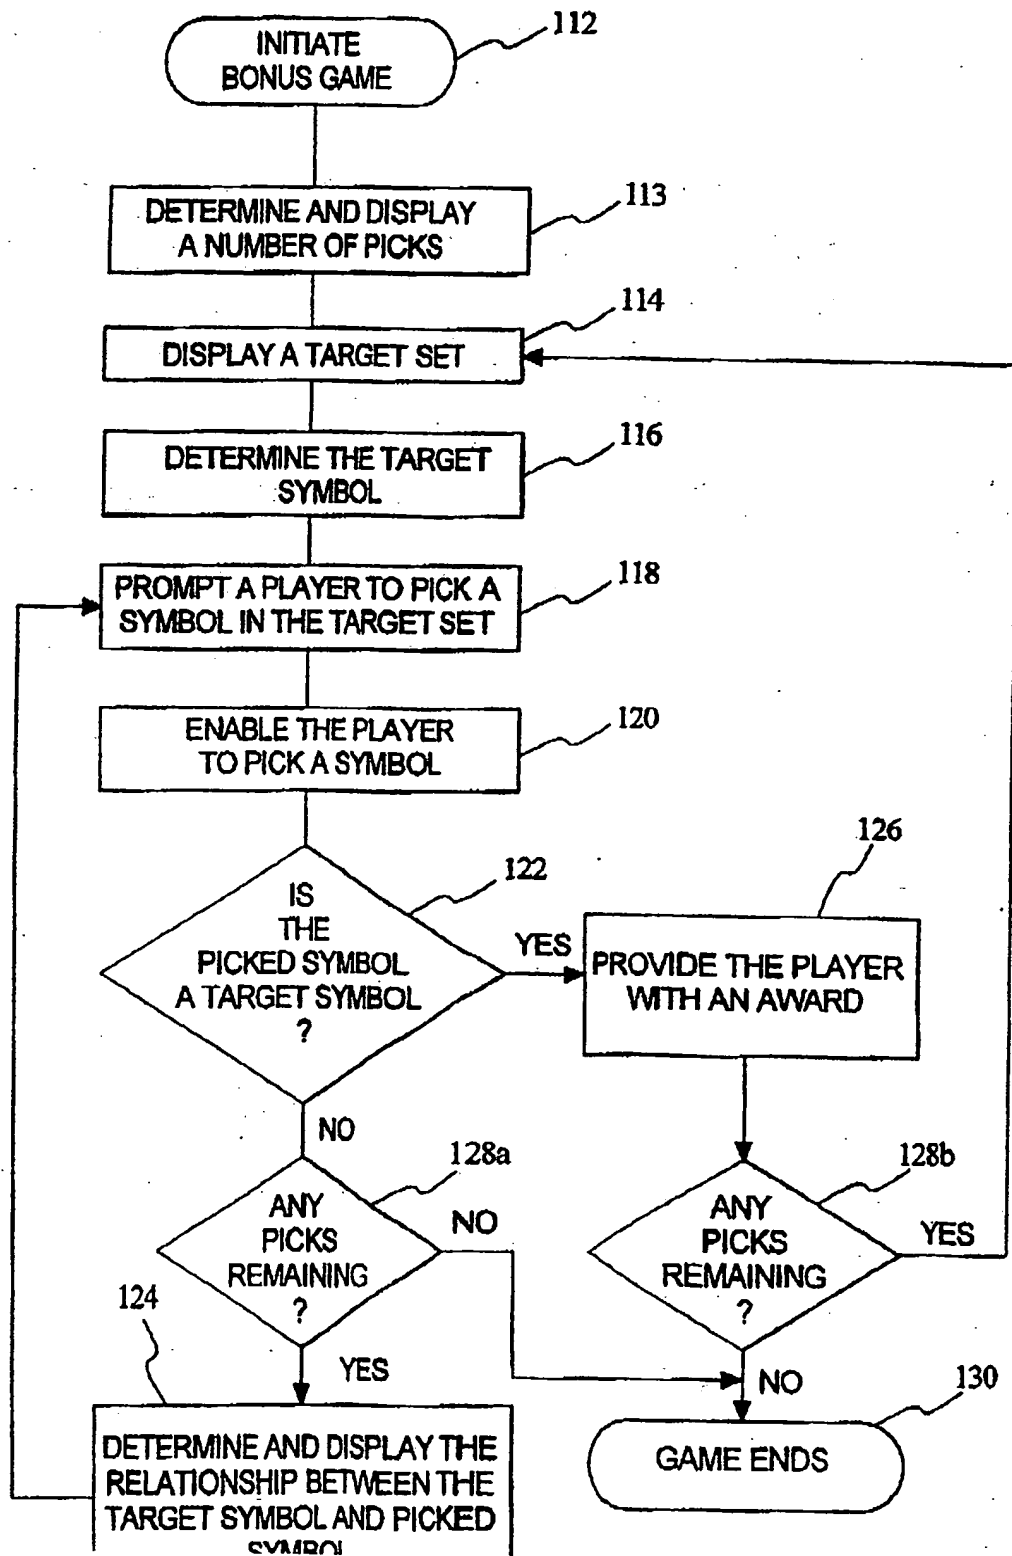 INITIATE
BONUS GAME
112
DETERMINE AND DISPLAY
A NUMBER OF PICKS
113
114
DISPLAY A TARGET SET
DETERMINE THE TARGET
SYMBOL
116
PROMPT A PLAYER TO PICK A
SYMBOL IN THE TARGET SET
118
ENABLE THE PLAYER
TO PICK A SYMBOL
120
IS
THE
PICKED SYMBOL
A TARGET SYMBOL
?
122
YES
126
PROVIDE THE PLAYER
WITH AN AWARD
NO
128a
ANY
PICKS
REMAINING
?
NO
128b
ANY
PICKS
REMAINING
?
YES
124
YES
NO
130
DETERMINE AND DISPLAY THE
RELATIONSHIP BETWEEN THE
TARGET SYMBOL AND PICKED
SYMBOL
GAME ENDS